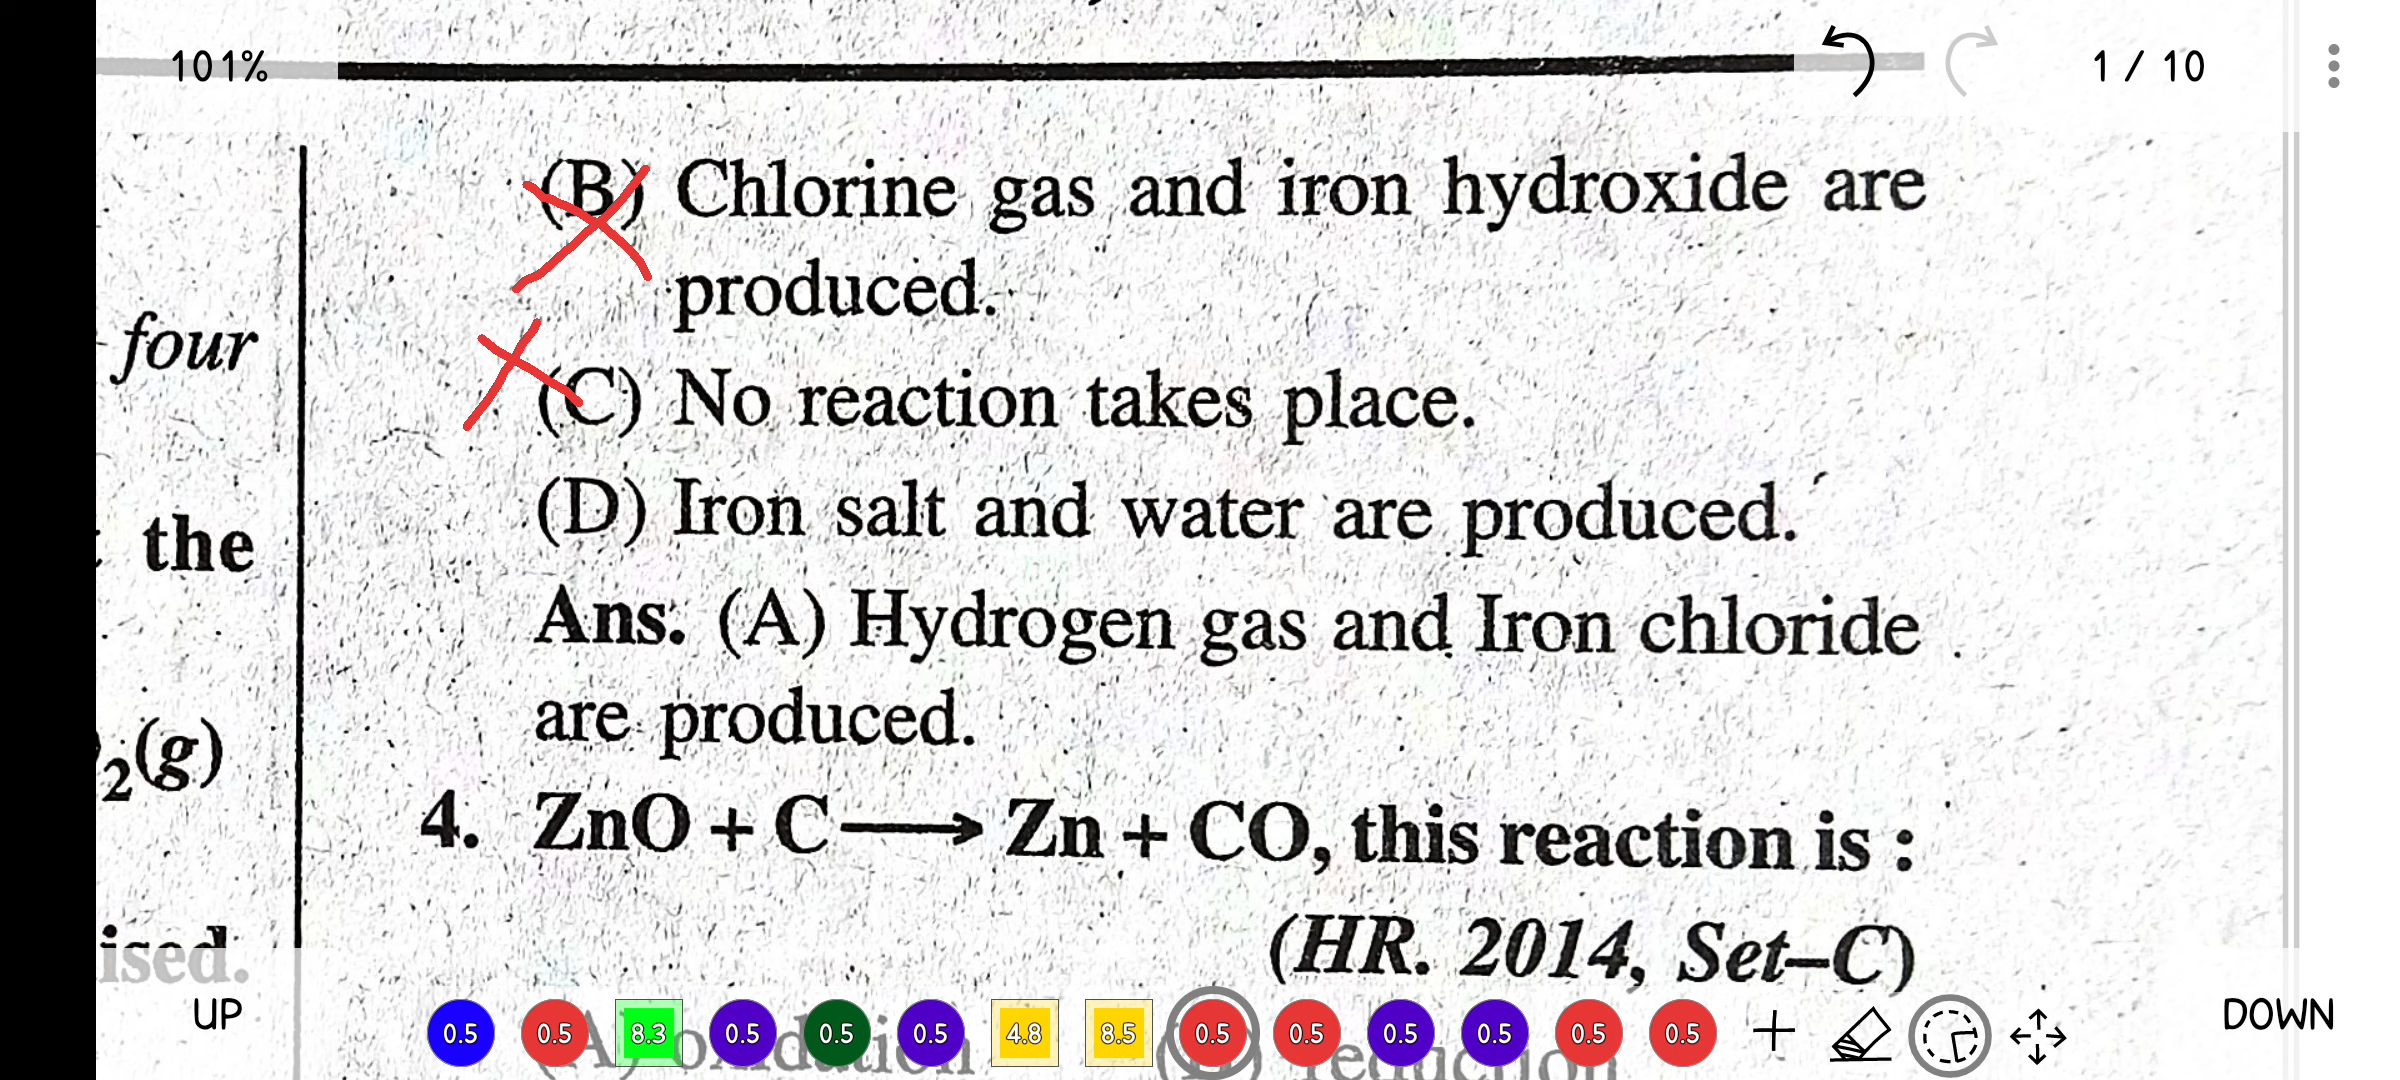 101%
1 / 10
(B) Chlorine gas and iron hydroxide are
produced.
(C) No reaction takes place.
(D) Iron salt and water are produced.
Ans. (A) Hydrogen gas and Iron chloride
are produced.
4. ZnO + C ⟶ Zn + CO, this reaction is :
(HR. 2014, Set–C)
four
the
2(g)
ised.
(A) oxidation (B) reduction
UP
0.5 0.5 8.3 0.5 0.5 0.5 4.8 8.5 0.5 0.5 0.5 0.5 0.5 0.5
DOWN